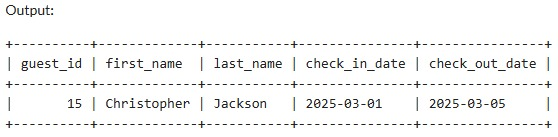 Output:
+----------+-------------+-----------+---------------+----------------+
| guest_id | first_name  | last_name | check_in_date | check_out_date |
+----------+-------------+-----------+---------------+----------------+
|       15 | Christopher | Jackson   | 2025-03-01    | 2025-03-05     |
+----------+-------------+-----------+---------------+----------------+